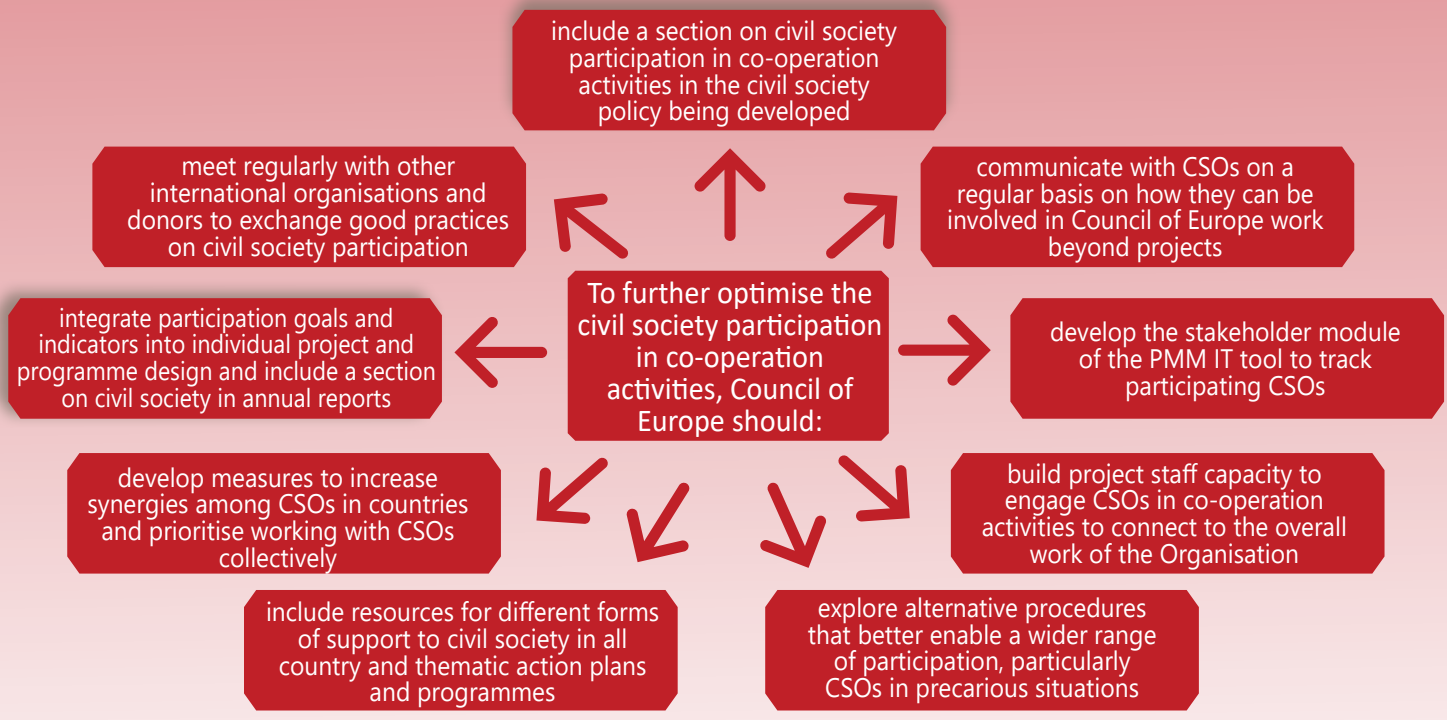 include a section on civil society
participation in co-operation
activities in the civil society
policy being developed
meet regularly with other
international organisations and
donors to exchange good practices
on civil society participation
communicate with CSOs on a
regular basis on how they can be
involved in Council of Europe work
beyond projects
To further optimise the
civil society participation
in co-operation
activities, Council of
Europe should:
integrate participation goals and
indicators into individual project and
programme design and include a section
on civil society in annual reports
develop the stakeholder module
of the PMM IT tool to track
participating CSOs
develop measures to increase
synergies among CSOs in countries
and prioritise working with CSOs
collectively
build project staff capacity to
engage CSOs in co-operation
activities to connect to the overall
work of the Organisation
include resources for different forms
of support to civil society in all
country and thematic action plans
and programmes
explore alternative procedures
that better enable a wider range
of participation, particularly
CSOs in precarious situations